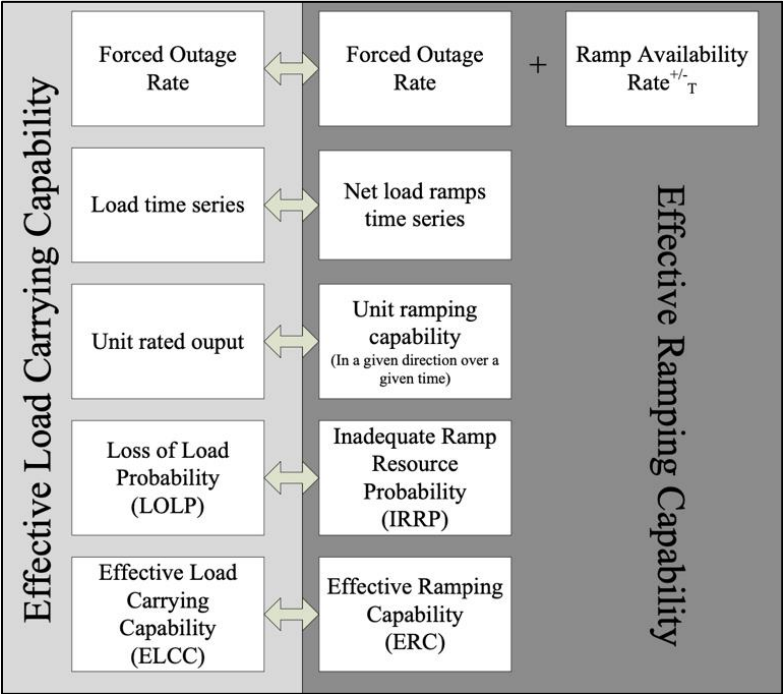 Effective Load Carrying Capability
Forced Outage
Rate
Forced Outage
Rate
+
Ramp Availability
Rate+/-T
Load time series
Net load ramps
time series
Unit rated ouput
Unit ramping
capability
(In a given direction over a
given time)
Loss of Load
Probability
(LOLP)
Inadequate Ramp
Resource
Probability
(IRRP)
Effective Load
Carrying
Capability
(ELCC)
Effective Ramping
Capability
(ERC)
Effective Ramping Capability